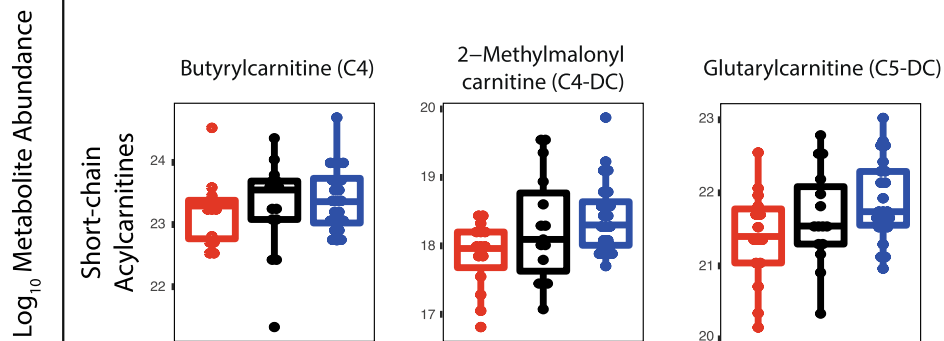 Log10 Metabolite Abundance
Short-chain
Acylcarnitines
Butyrylcarnitine (C4)
24
23
22
2−Methylmalonyl
carnitine (C4-DC)
20
19
18
17
Glutarylcarnitine (C5-DC)
23
22
21
20